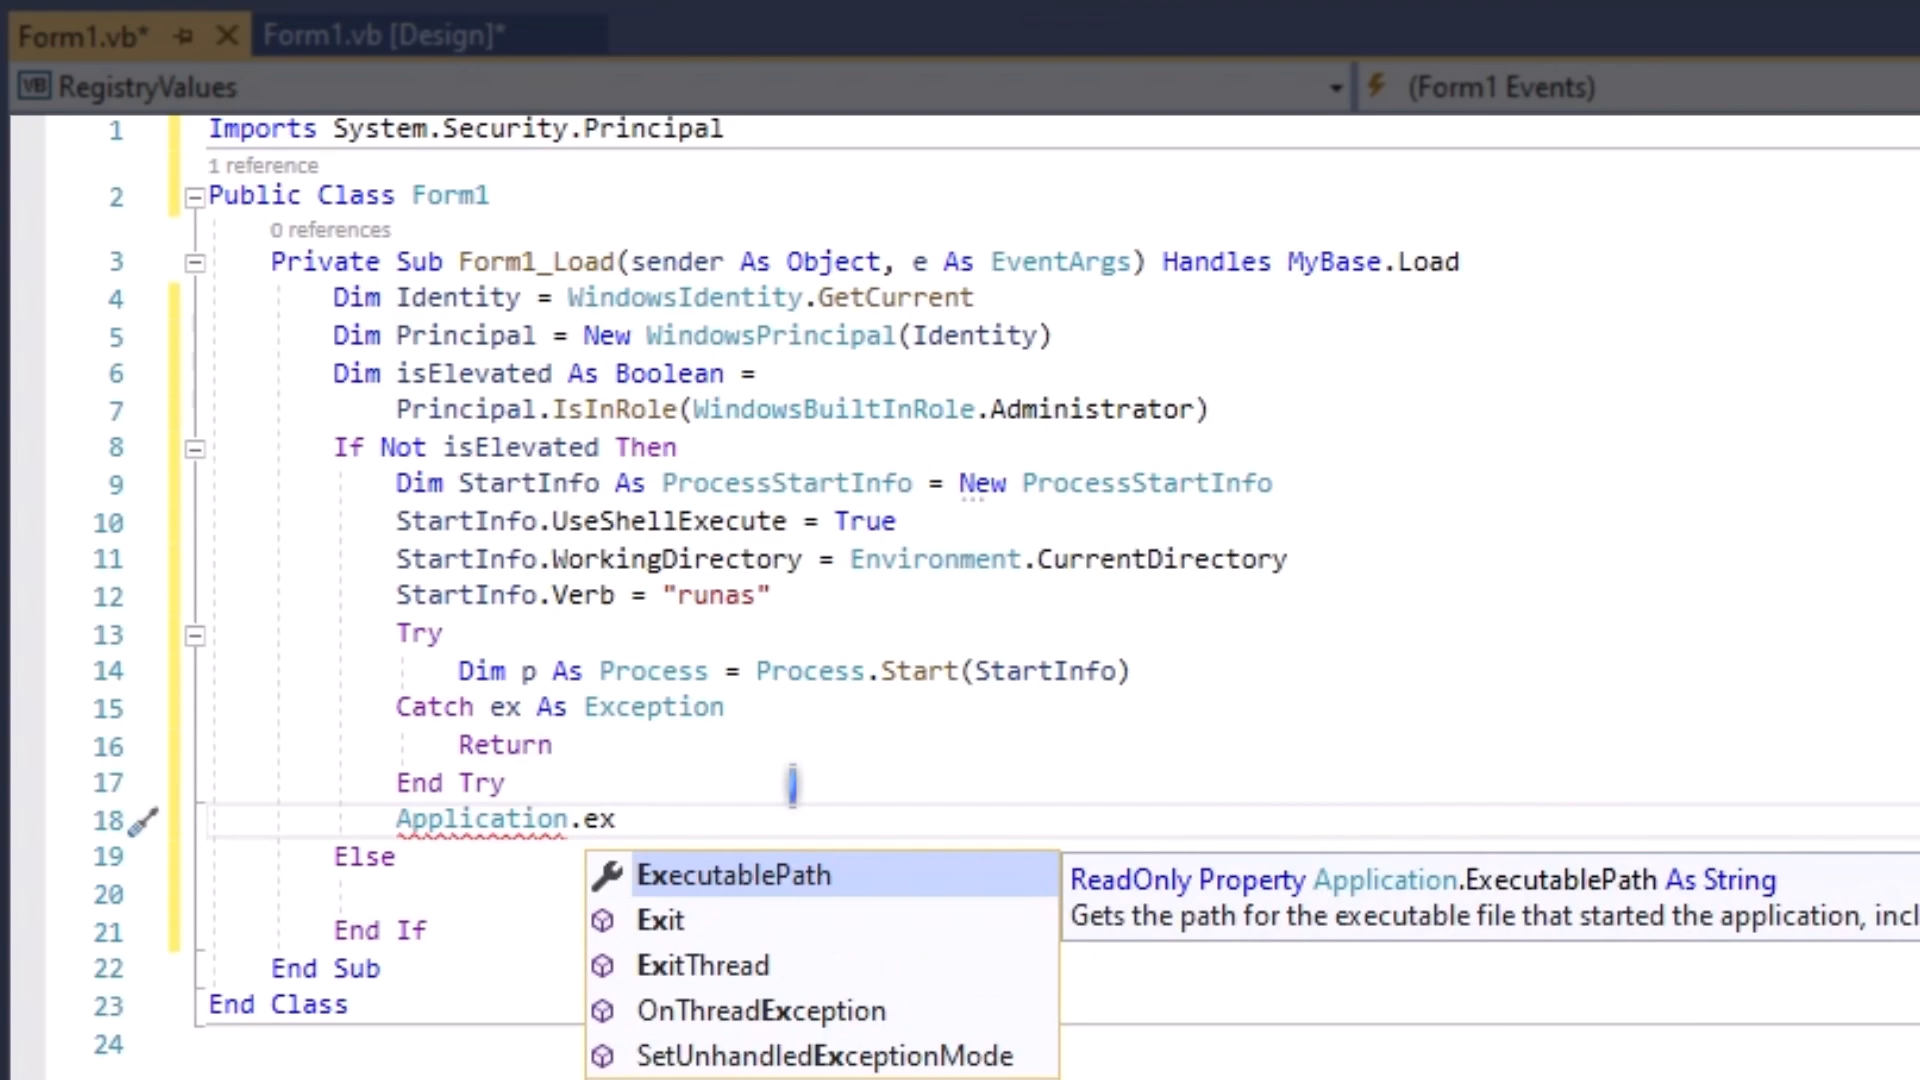 Form1.vb*
Form1.vb [Design]*
VB RegistryValues
(Form1 Events)
1 Imports System.Security.Principal
1 reference
2 Public Class Form1
0 references
3 Private Sub Form1_Load(sender As Object, e As EventArgs) Handles MyBase.Load
4 Dim Identity = WindowsIdentity.GetCurrent
5 Dim Principal = New WindowsPrincipal(Identity)
6 Dim isElevated As Boolean =
7 Principal.IsInRole(WindowsBuiltInRole.Administrator)
8 If Not isElevated Then
9 Dim StartInfo As ProcessStartInfo = New ProcessStartInfo
10 StartInfo.UseShellExecute = True
11 StartInfo.WorkingDirectory = Environment.CurrentDirectory
12 StartInfo.Verb = "runas"
13 Try
14 Dim p As Process = Process.Start(StartInfo)
15 Catch ex As Exception
16 Return
17 End Try
18 Application.ex
19 Else
20
21 End If
22 End Sub
23 End Class
24
ExecutablePath
Exit
ExitThread
OnThreadException
SetUnhandledExceptionMode
ReadOnly Property Application.ExecutablePath As String
Gets the path for the executable file that started the application, incl